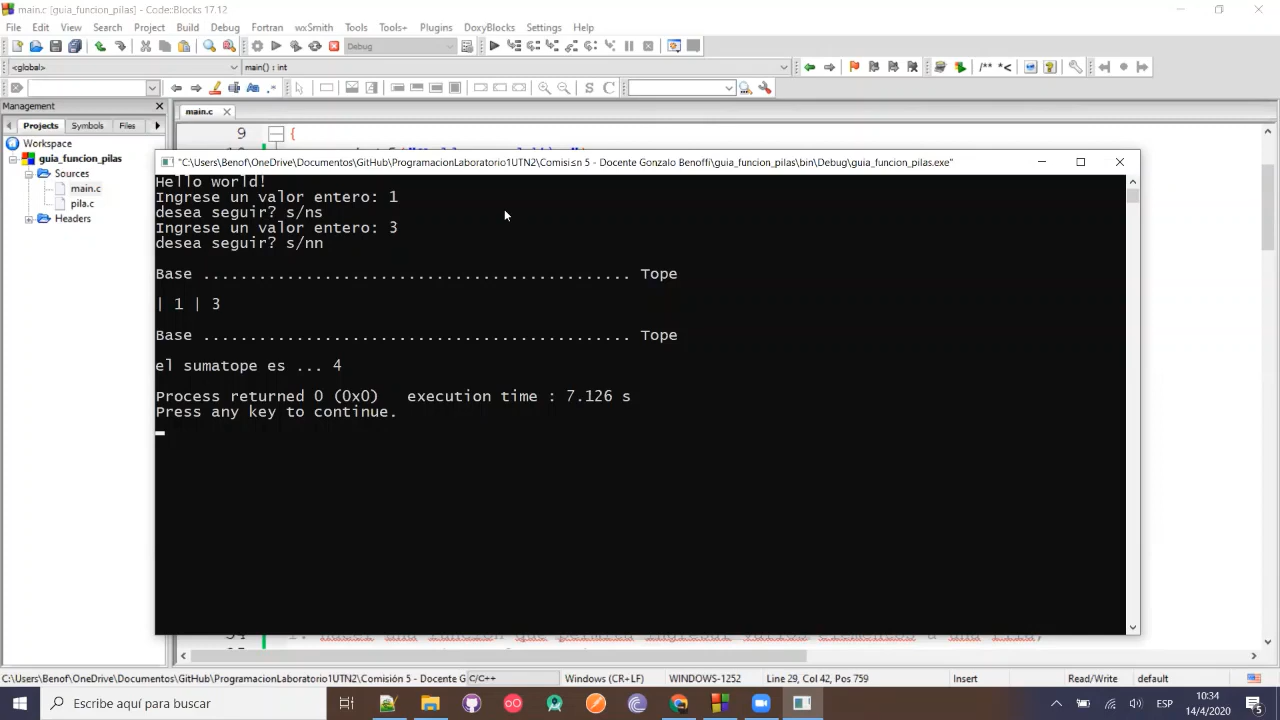 main.c [guia_funcion_pilas] - Code::Blocks 17.12
File Edit View Search Project Build Debug Fortran wxSmith Tools Tools+ Plugins DoxyBlocks Settings Help
Debug
<global> main() : int
/** *<
S C
Management
main.c
Projects Symbols Files
9 {
Workspace
guia_funcion_pilas
Sources
main.c
pila.c
Headers
"C:\Users\Benof\OneDrive\Documentos\GitHub\ProgramacionLaboratorio1UTN2\Comisión 5 - Docente Gonzalo Benoffi\guia_funcion_pilas\bin\Debug\guia_funcion_pilas.exe"
Hello world!
Ingrese un valor entero: 1
desea seguir? s/ns
Ingrese un valor entero: 3
desea seguir? s/nn
Base .............................................. Tope
| 1 | 3
Base .............................................. Tope
el sumatope es ... 4
Process returned 0 (0x0)   execution time : 7.126 s
Press any key to continue.
C:\Users\Benof\OneDrive\Documentos\GitHub\ProgramacionLaboratorio1UTN2\Comisión 5 - Docente G C/C++ Windows (CR+LF) WINDOWS-1252 Line 29, Col 42, Pos 759 Insert Read/Write default
Escribe aquí para buscar
ESP
10:34
14/4/2020
5